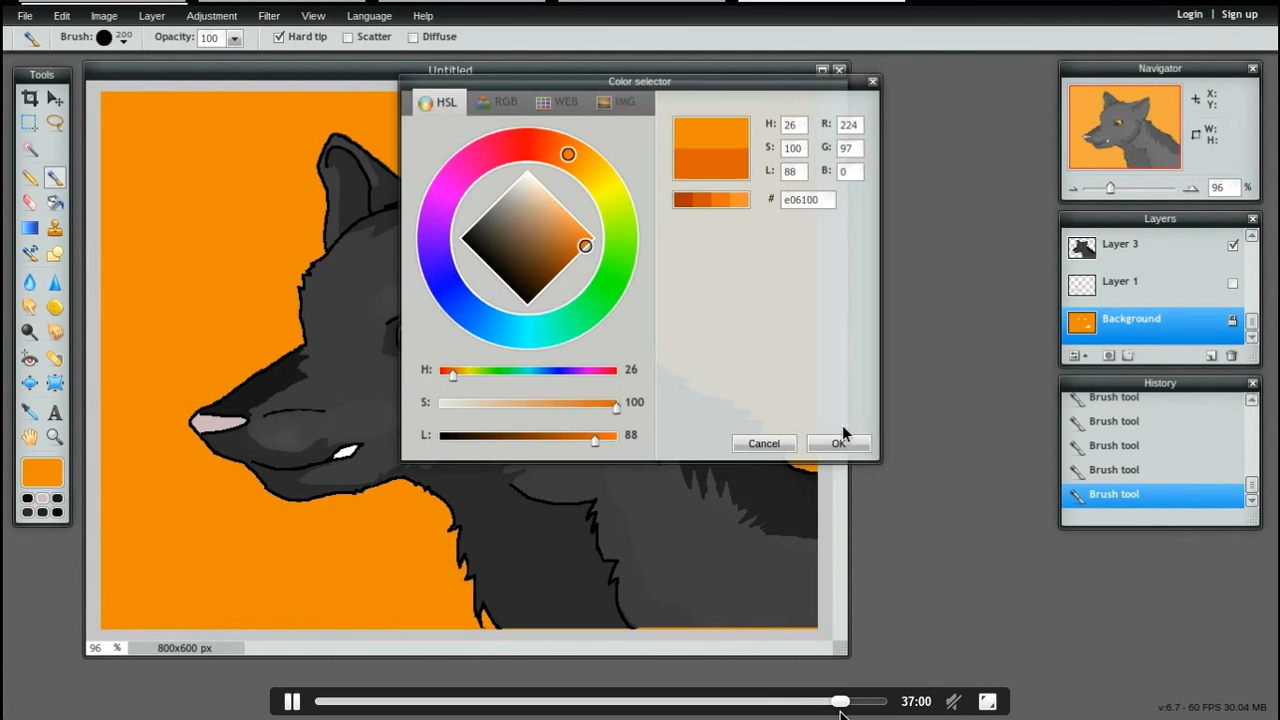 File Edit Image Layer Adjustment Filter View Language Help Login | Sign up
Brush: 200 Opacity: 100 Hard tip Scatter Diffuse
Tools
Untitled
Color selector
HSL RGB WEB IMG
H: 26 R: 224
S: 100 G: 97
L: 88 B: 0
# e06100
H: 26
S: 100
L: 88
Cancel OK
96 % 800x600 px
Navigator
X:
Y:
W:
H:
96 %
Layers
Layer 3
Layer 1
Background
History
Brush tool
Brush tool
Brush tool
Brush tool
Brush tool
37:00
v:6.7 - 60 FPS 30.04 MB